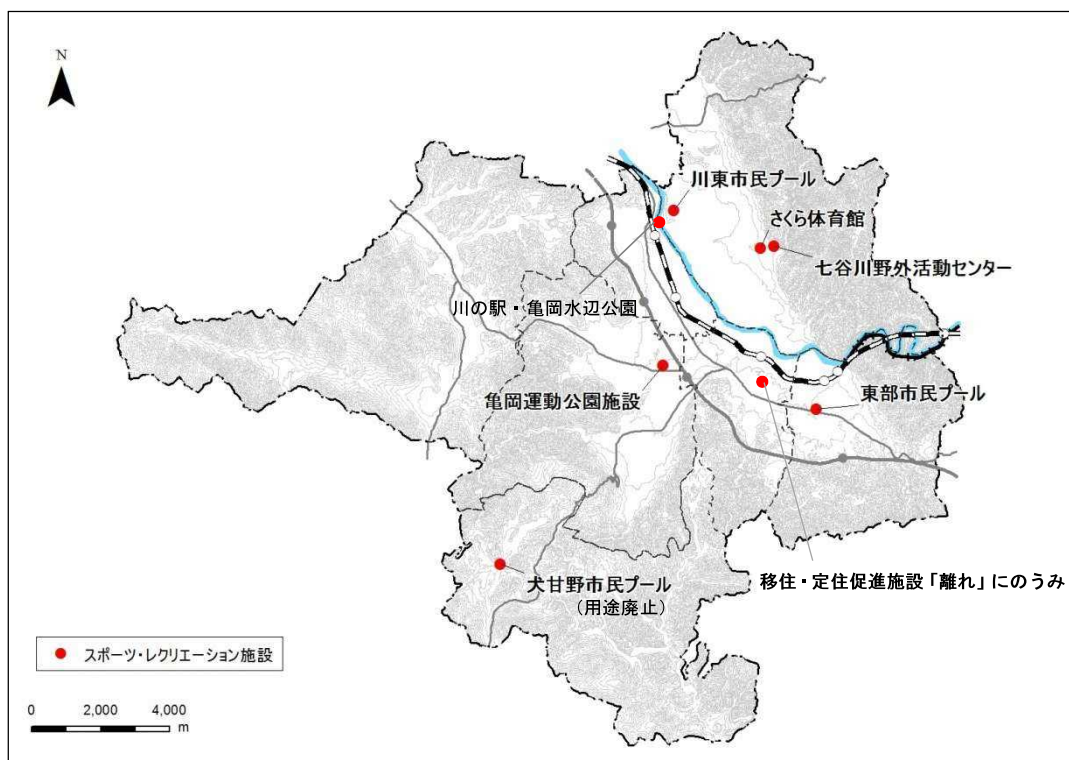 N
川東市民プール
さくら体育館
七谷川野外活動センター
川の駅・亀岡水辺公園
亀岡運動公園施設
東部市民プール
移住・定住促進施設「離れ」にのうみ
犬甘野市民プール
(用途廃止)
スポーツ・レクリエーション施設
0 2,000 4,000
m